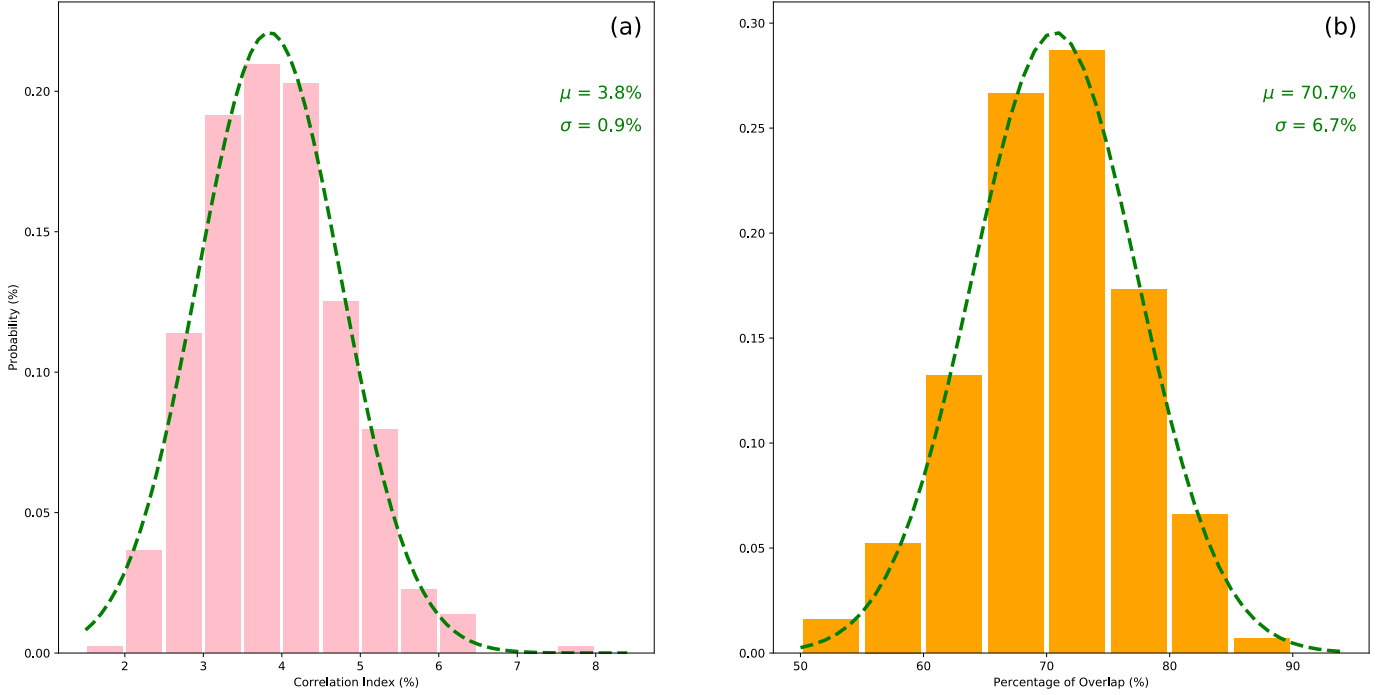 (a)
μ = 3.8%
σ = 0.9%
0.20
0.15
0.10
0.05
0.00
Probability (%)
2 3 4 5 6 7 8
Correlation Index (%)
(b)
μ = 70.7%
σ = 6.7%
0.30
0.25
0.20
0.15
0.10
0.05
0.00
50 60 70 80 90
Percentage of Overlap (%)